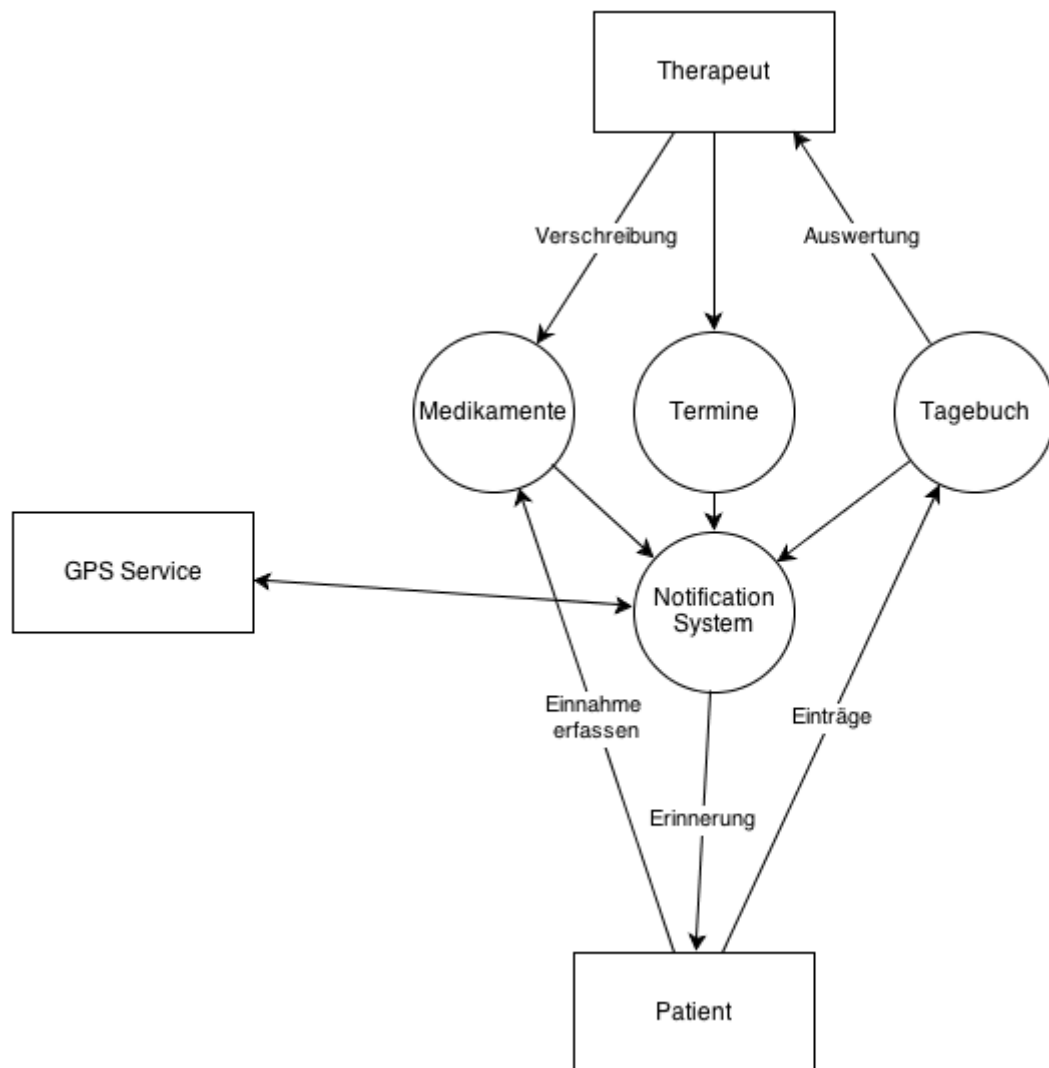 Therapeut
Verschreibung
Auswertung
Medikamente
Termine
Tagebuch
GPS Service
Notification
System
Einnahme
erfassen
Einträge
Erinnerung
Patient